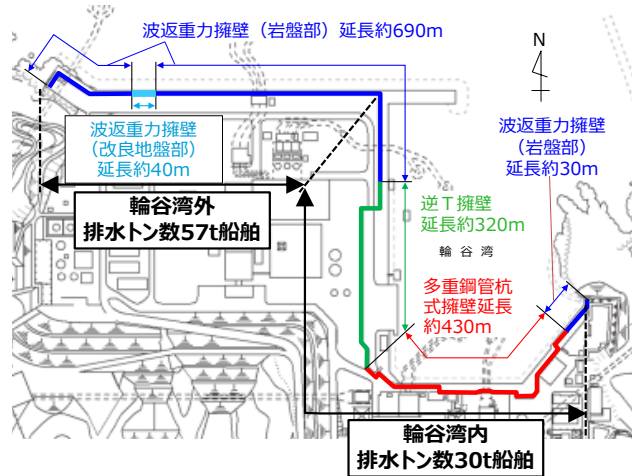 波返重力擁壁（岩盤部）延長約690m
N
波返重力擁壁
（改良地盤部）
延長約40m
波返重力擁壁
（岩盤部）
延長約30m
輪谷湾外
排水トン数57t船舶
逆Ｔ擁壁
延長約320m
輪谷湾
多重鋼管杭
式擁壁延長
約430m
輪谷湾内
排水トン数30t船舶